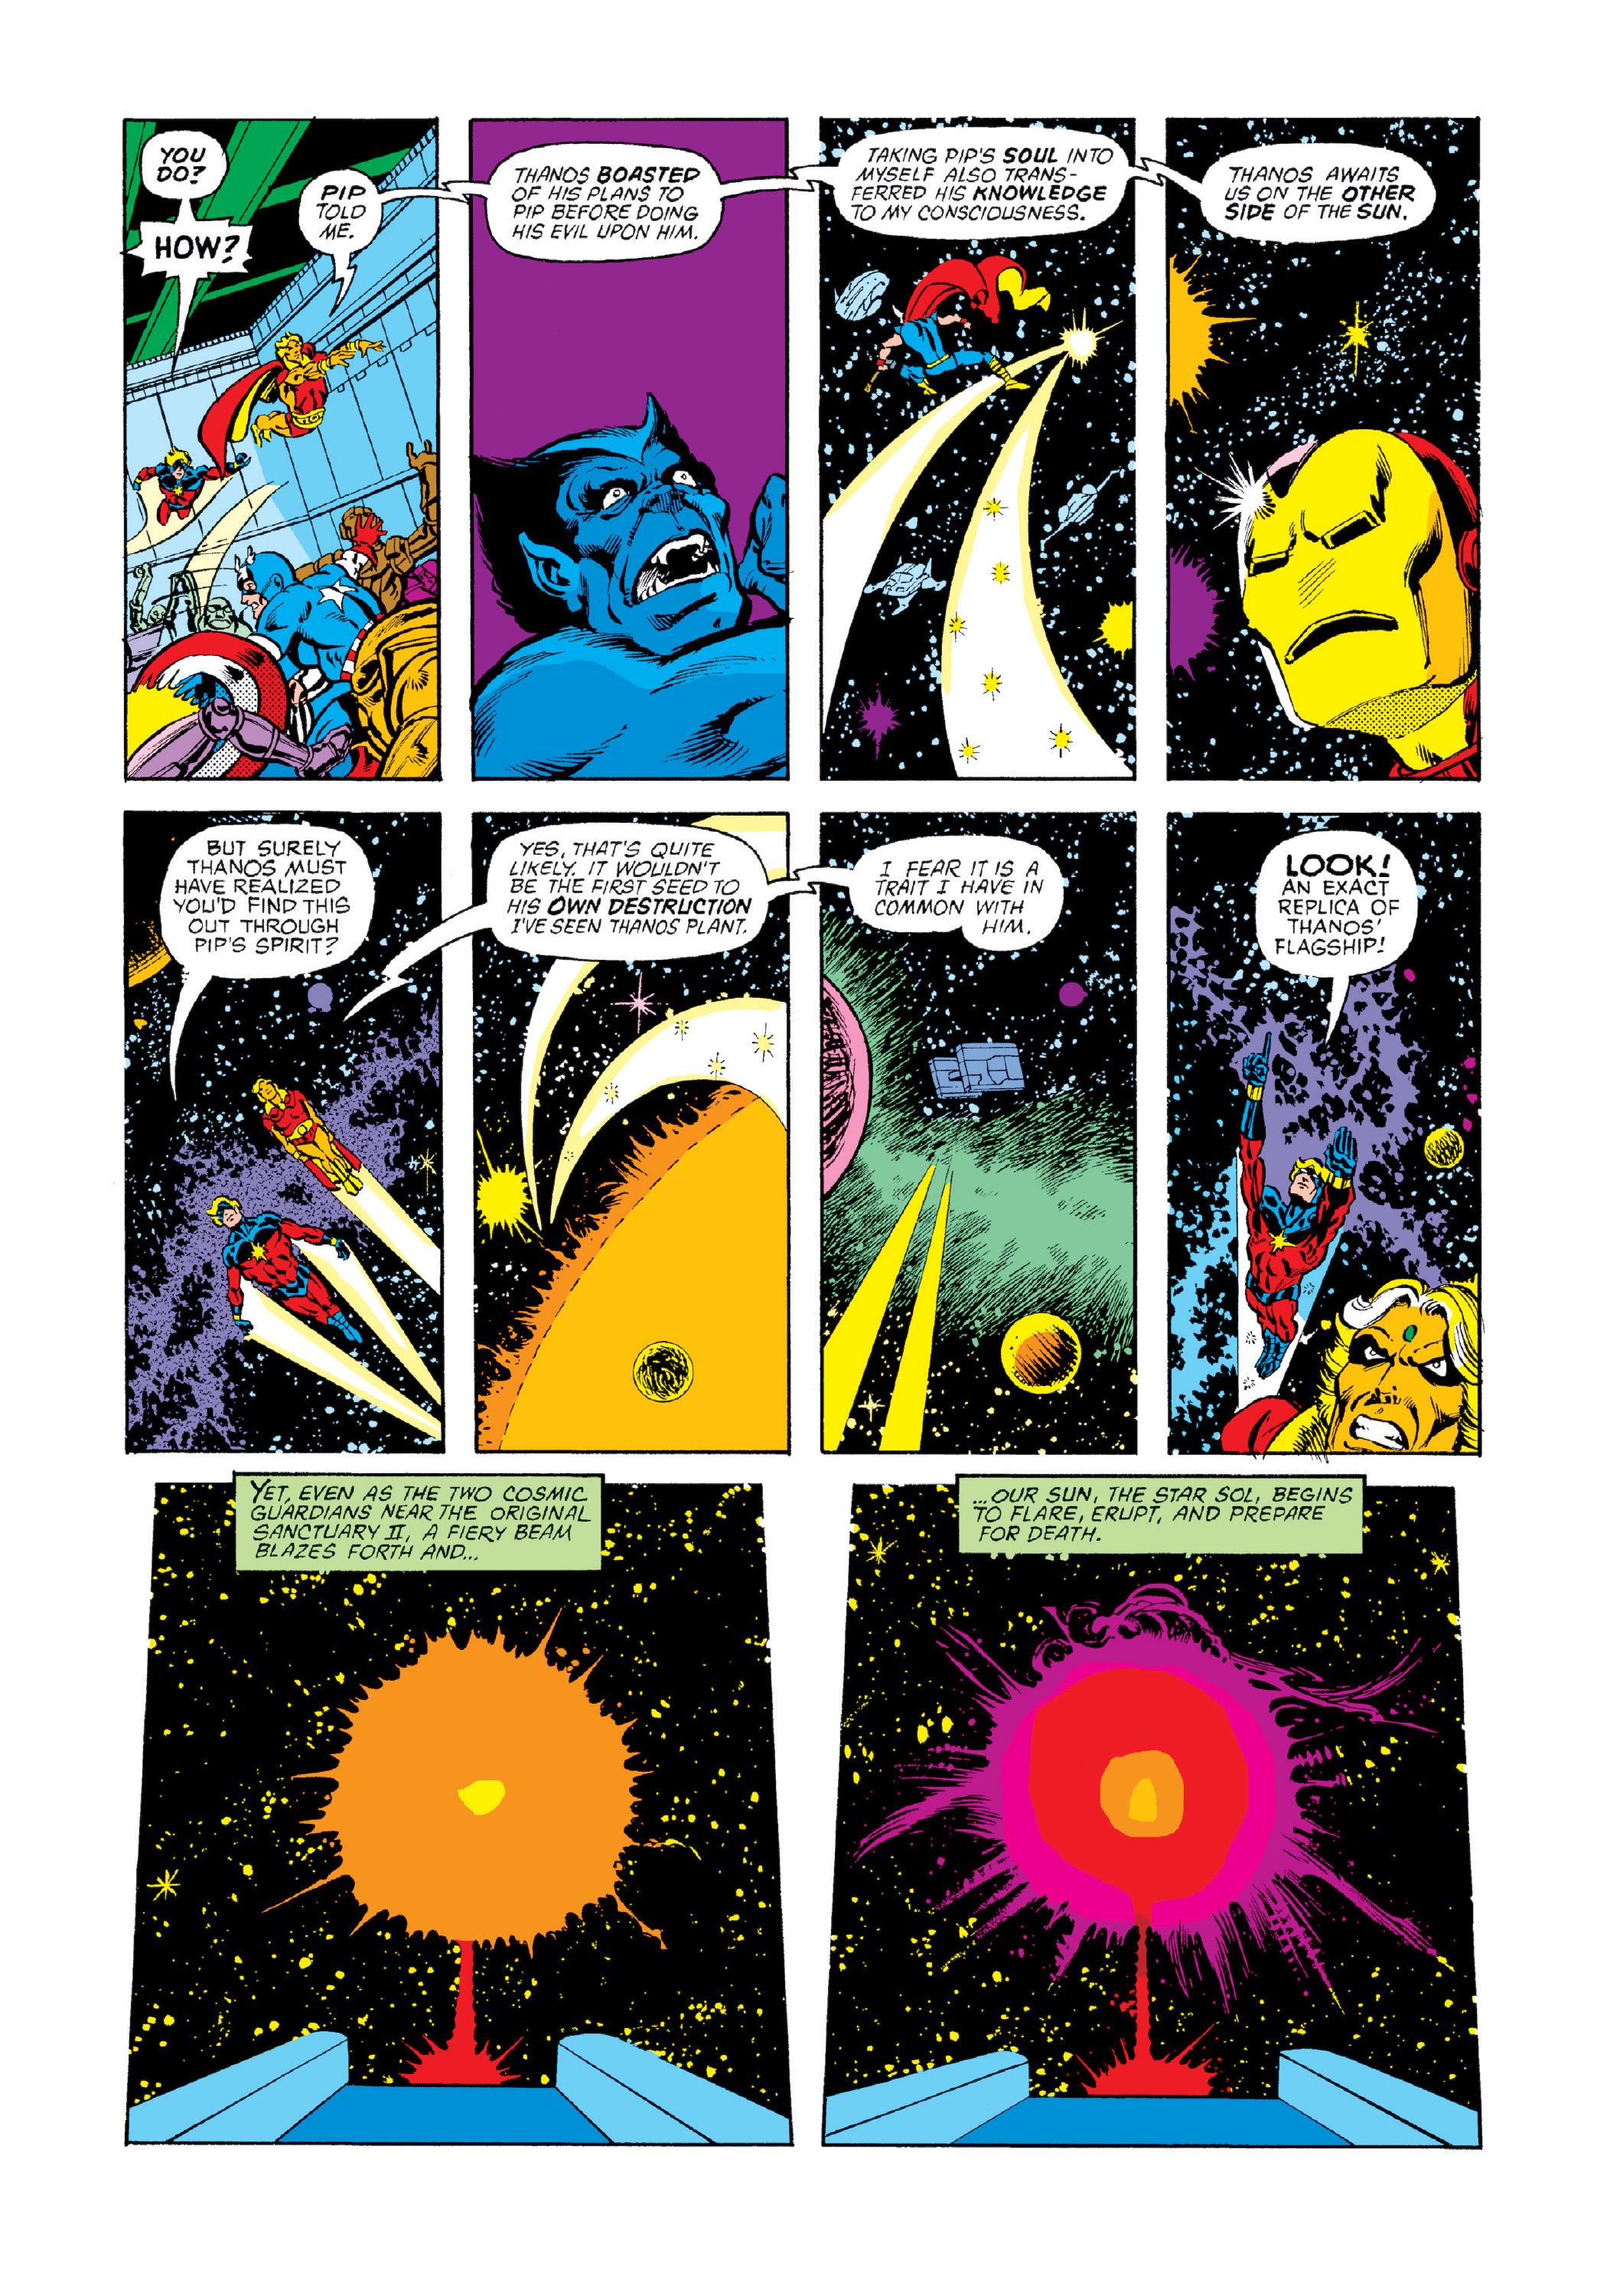 YOU
DO?
HOW?
PIP
TOLD
ME.
THANOS BOASTED
OF HIS PLANS TO
PIP BEFORE DOING
HIS EVIL UPON HIM.
TAKING PIP'S SOUL INTO
MYSELF ALSO TRANS-
FERRED HIS KNOWLEDGE
TO MY CONSCIOUSNESS.
THANOS AWAITS
US ON THE OTHER
SIDE OF THE SUN.
BUT SURELY
THANOS MUST
HAVE REALIZED
YOU'D FIND THIS
OUT THROUGH
PIP'S SPIRIT?
YES, THAT'S QUITE
LIKELY. IT WOULDN'T
BE THE FIRST SEED TO
HIS OWN DESTRUCTION
I'VE SEEN THANOS PLANT.
I FEAR IT IS A
TRAIT I HAVE IN
COMMON WITH
HIM.
LOOK!
AN EXACT
REPLICA OF
THANOS'
FLAGSHIP!
YET, EVEN AS THE TWO COSMIC
GUARDIANS NEAR THE ORIGINAL
SANCTUARY II, A FIERY BEAM
BLAZES FORTH AND...
...OUR SUN, THE STAR SOL, BEGINS
TO FLARE, ERUPT, AND PREPARE
FOR DEATH.